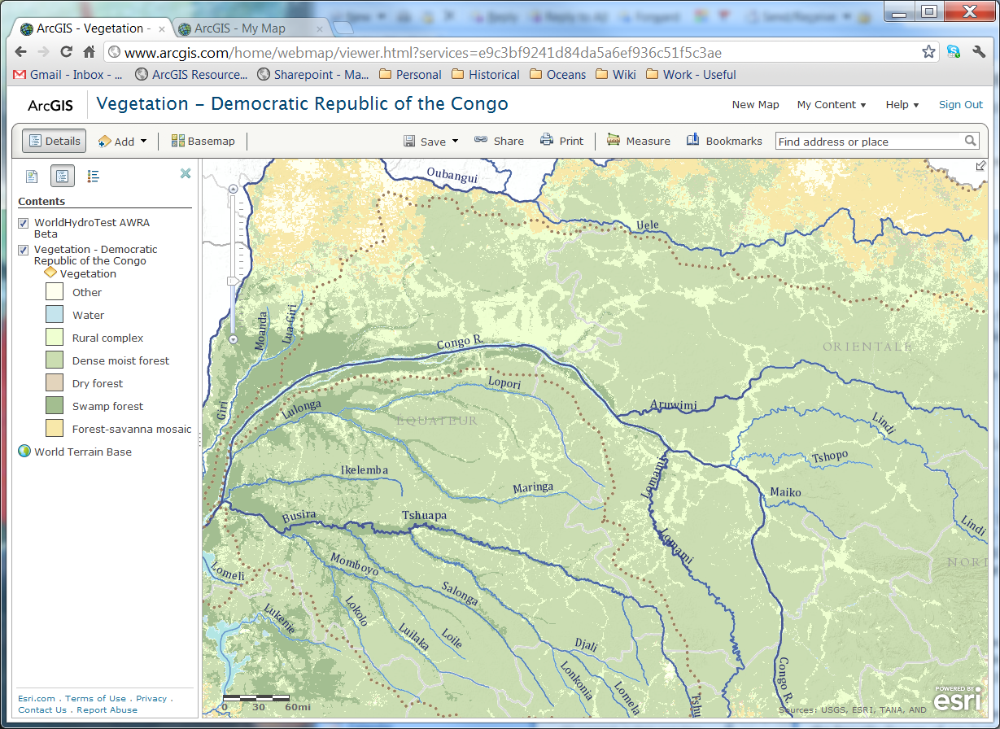 ArcGIS - Vegetation -
ArcGIS - My Map
www.arcgis.com/home/webmap/viewer.html?services=e9c3bf9241d84da5a6ef936c51f5c3ae
Gmail - Inbox - ... ArcGIS Resource... Sharepoint - Ma... Personal Historical Oceans Wiki Work - Useful
ArcGIS Vegetation – Democratic Republic of the Congo New Map My Content Help Sign Out
Details Add Basemap Save Share Print Measure Bookmarks Find address or place
Contents
WorldHydroTest AWRA
Beta
Vegetation - Democratic
Republic of the Congo
Vegetation
Other
Water
Rural complex
Dense moist forest
Dry forest
Swamp forest
Forest-savanna mosaic
World Terrain Base
Esri.com . Terms of Use . Privacy .
Contact Us . Report Abuse
Oubangui
Uele
Moanda
Lua-Giri
Congo R.
ORIENTALE
Lopori
Giri
Lulonga
EQUATEUR
Aruwimi
Lindi
Tshopo
Ikelemba
Lomami
Maringa
Maiko
Busira
Tshuapa
Lindi
Lomami
Momboyo
NORD
Lomeli
Salonga
Lukenie
Lokolo
Luilaka
Loile
Djali
Lonkonia
Lomela
Tshu
Congo R.
0 30 60mi
Sources: USGS, ESRI, TANA, AND
POWERED BY
esri